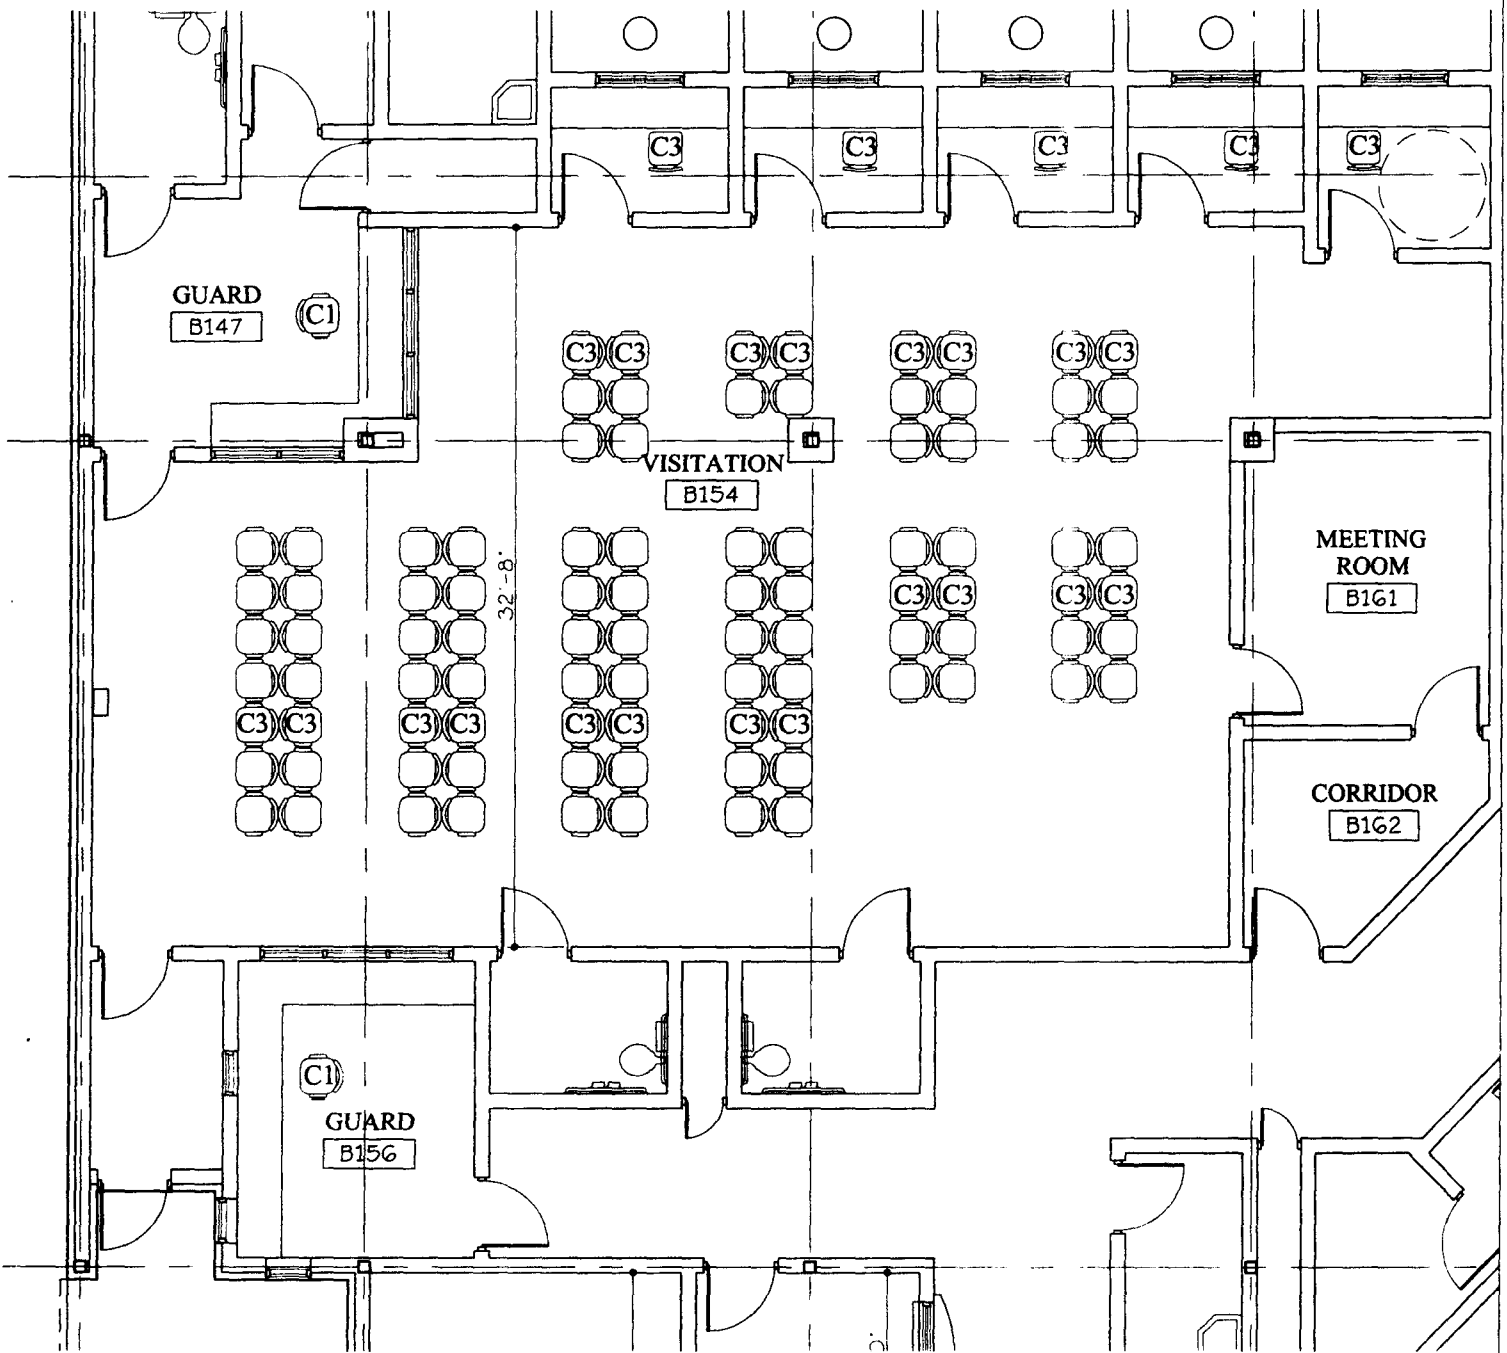 C3 C3 C3 C3 C3
GUARD
B147
C1
C3 C3 C3 C3 C3 C3 C3 C3
VISITATION
B154
32'-8"
MEETING
ROOM
B161
C3 C3 C3 C3
C3 C3 C3 C3 C3 C3 C3 C3
CORRIDOR
B162
C1
GUARD
B156